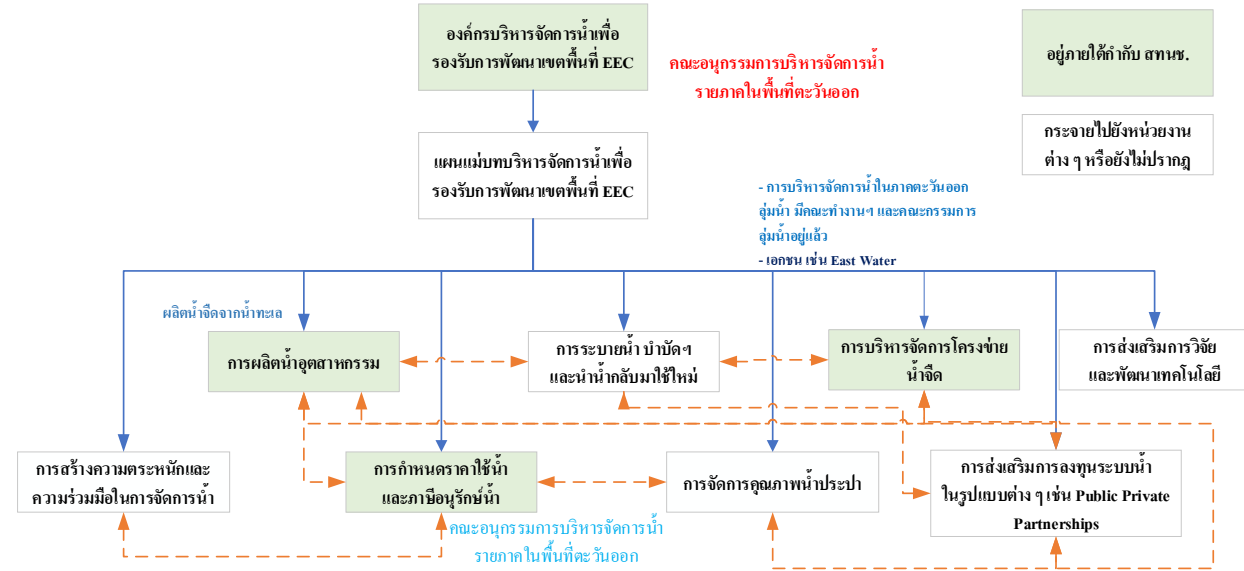 องค์กรบริหารจัดการน้ำเพื่อ
รองรับการพัฒนาเขตพื้นที่ EEC
คณะอนุกรรมการบริหารจัดการน้ำ
รายภาคในพื้นที่ตะวันออก
อยู่ภายใต้กำกับ สทนช.
กระจายไปยังหน่วยงาน
ต่าง ๆ หรือยังไม่ปรากฎ
แผนแม่บทบริหารจัดการน้ำเพื่อ
รองรับการพัฒนาเขตพื้นที่ EEC
- การบริหารจัดการน้ำในภาคตะวันออก
ลุ่มน้ำ มีคณะทำงานฯ และคณะกรรมการ
ลุ่มน้ำอยู่แล้ว
- เอกชน เช่น East Water
ผลิตน้ำจืดจากน้ำทะเล
การผลิตน้ำอุตสาหกรรม
การระบายน้ำ บำบัดฯ
และนำน้ำกลับมาใช้ใหม่
การบริหารจัดการโครงข่าย
น้ำจืด
การส่งเสริมการวิจัย
และพัฒนาเทคโนโลยี
การสร้างความตระหนักและ
ความร่วมมือในการจัดการน้ำ
การกำหนดราคาใช้น้ำ
และภาษีอนุรักษ์น้ำ
การจัดการคุณภาพน้ำประปา
การส่งเสริมการลงทุนระบบน้ำ
ในรูปแบบต่าง ๆ เช่น Public Private
Partnerships
คณะอนุกรรมการบริหารจัดการน้ำ
รายภาคในพื้นที่ตะวันออก